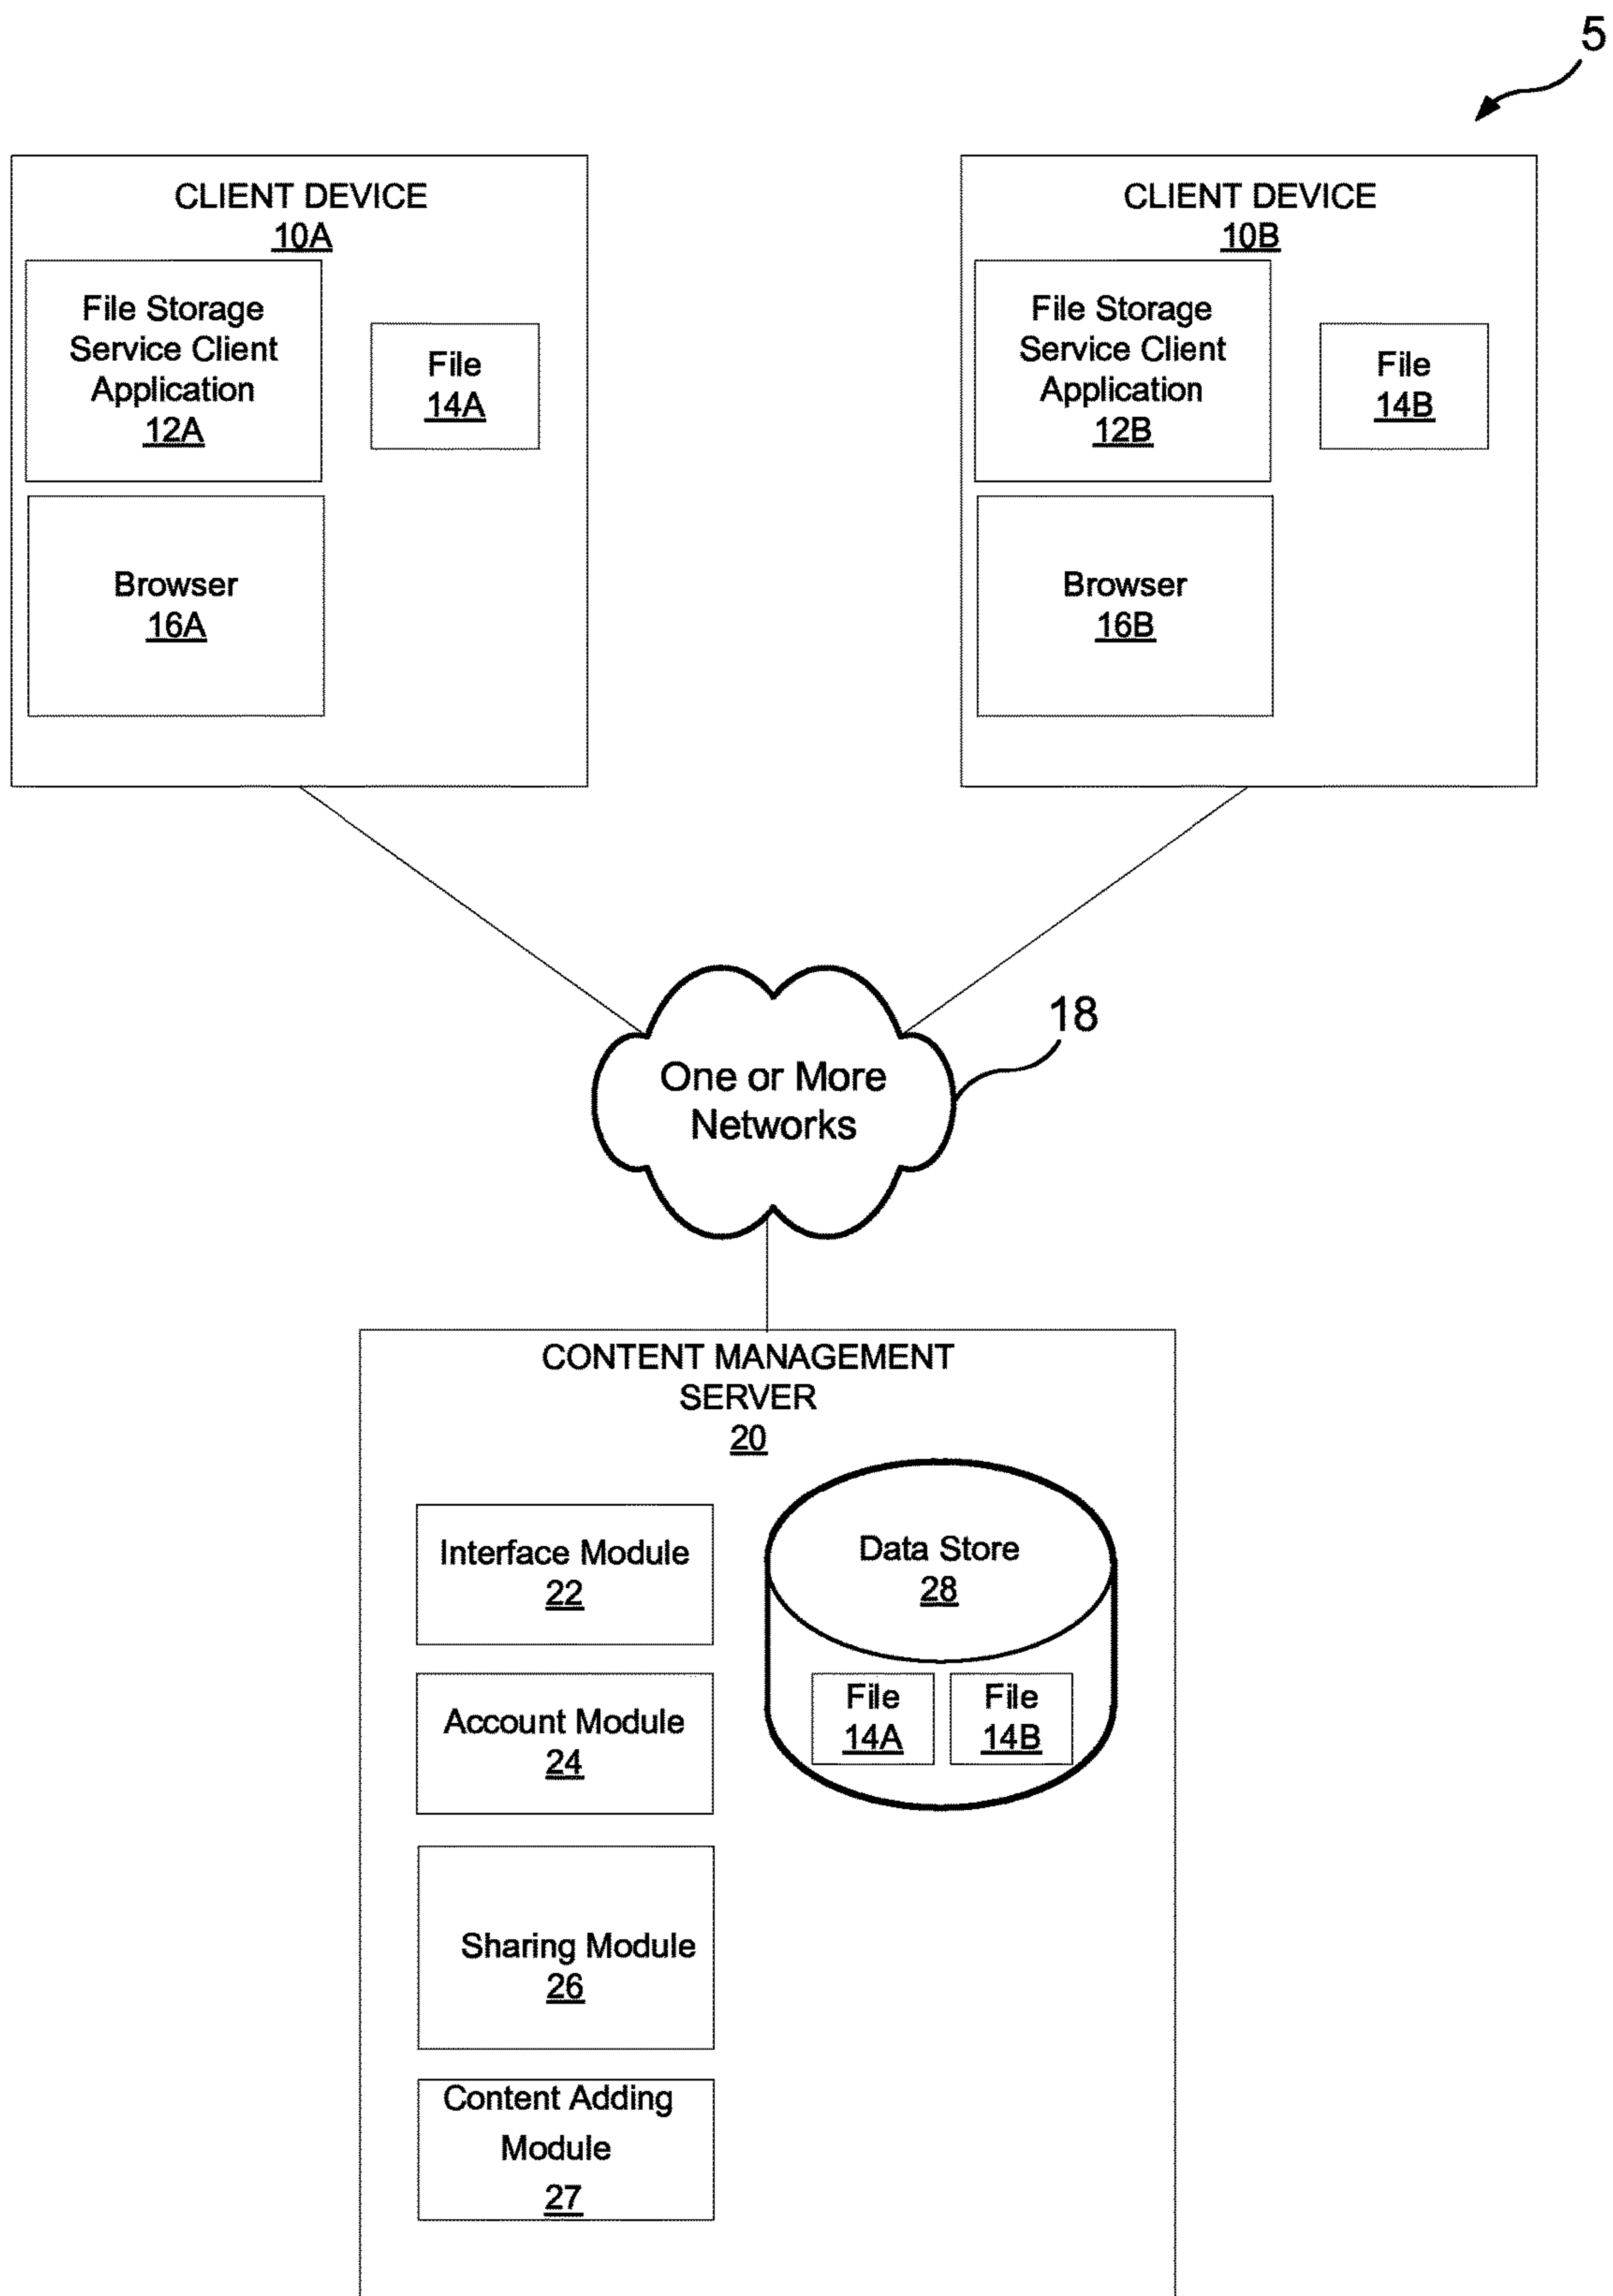 5
CLIENT DEVICE
10A
File Storage
Service Client
Application
12A
File
14A
Browser
16A
CLIENT DEVICE
10B
File Storage
Service Client
Application
12B
File
14B
Browser
16B
One or More
Networks
18
CONTENT MANAGEMENT
SERVER
20
Interface Module
22
Account Module
24
Sharing Module
26
Content Adding
Module
27
Data Store
28
File
14A
File
14B